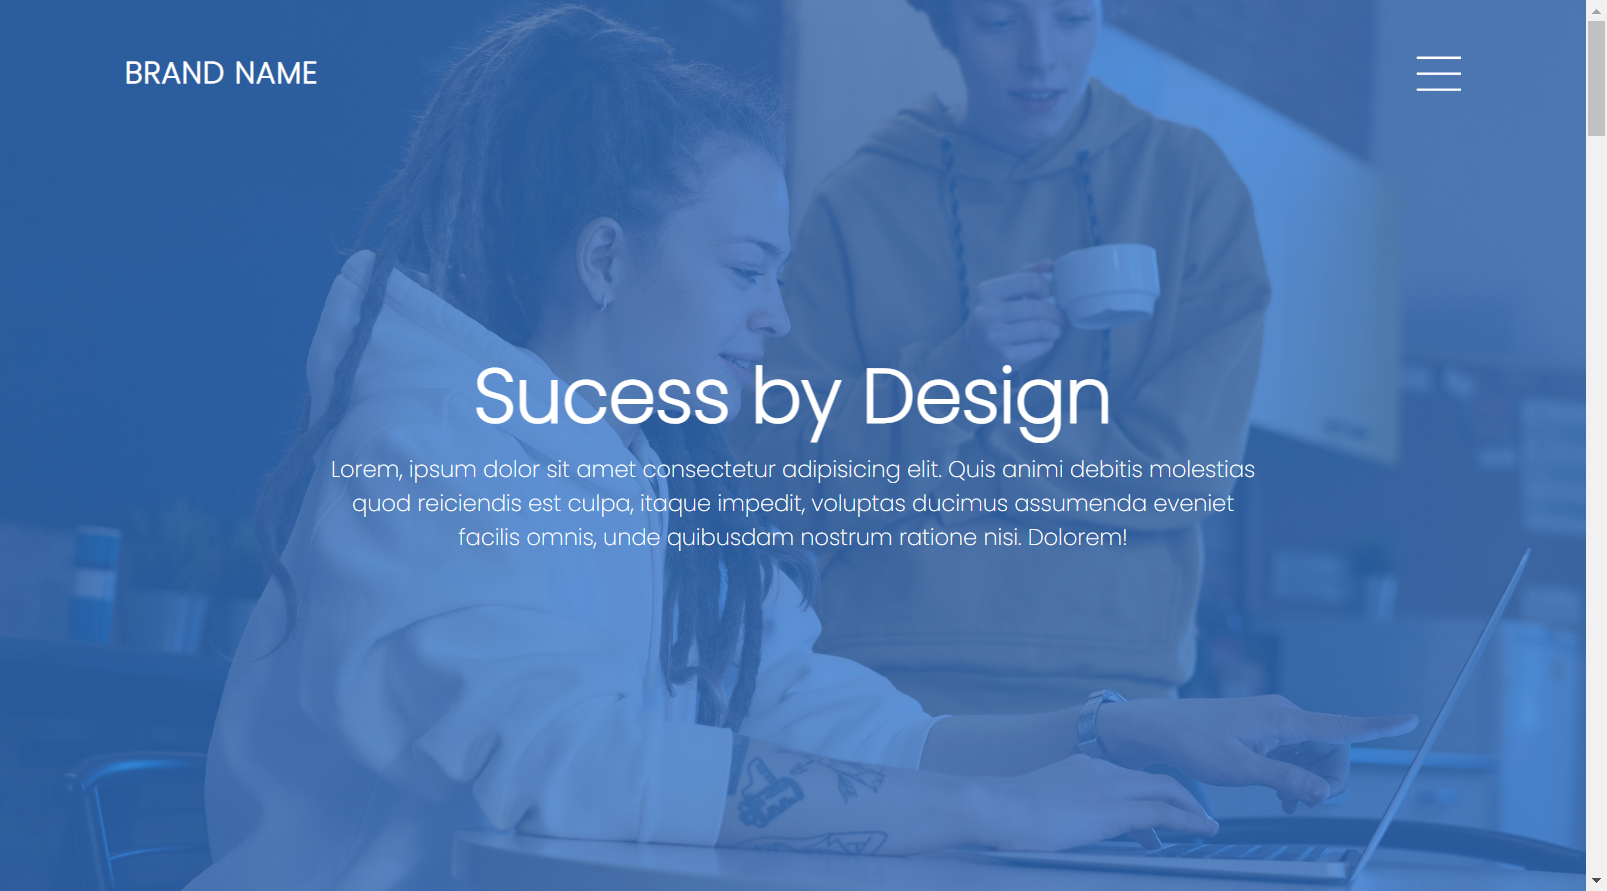 BRAND NAME
Sucess by Design
Lorem, ipsum dolor sit amet consectetur adipisicing elit. Quis animi debitis molestias
quod reiciendis est culpa, itaque impedit, voluptas ducimus assumenda eveniet
facilis omnis, unde quibusdam nostrum ratione nisi. Dolorem!